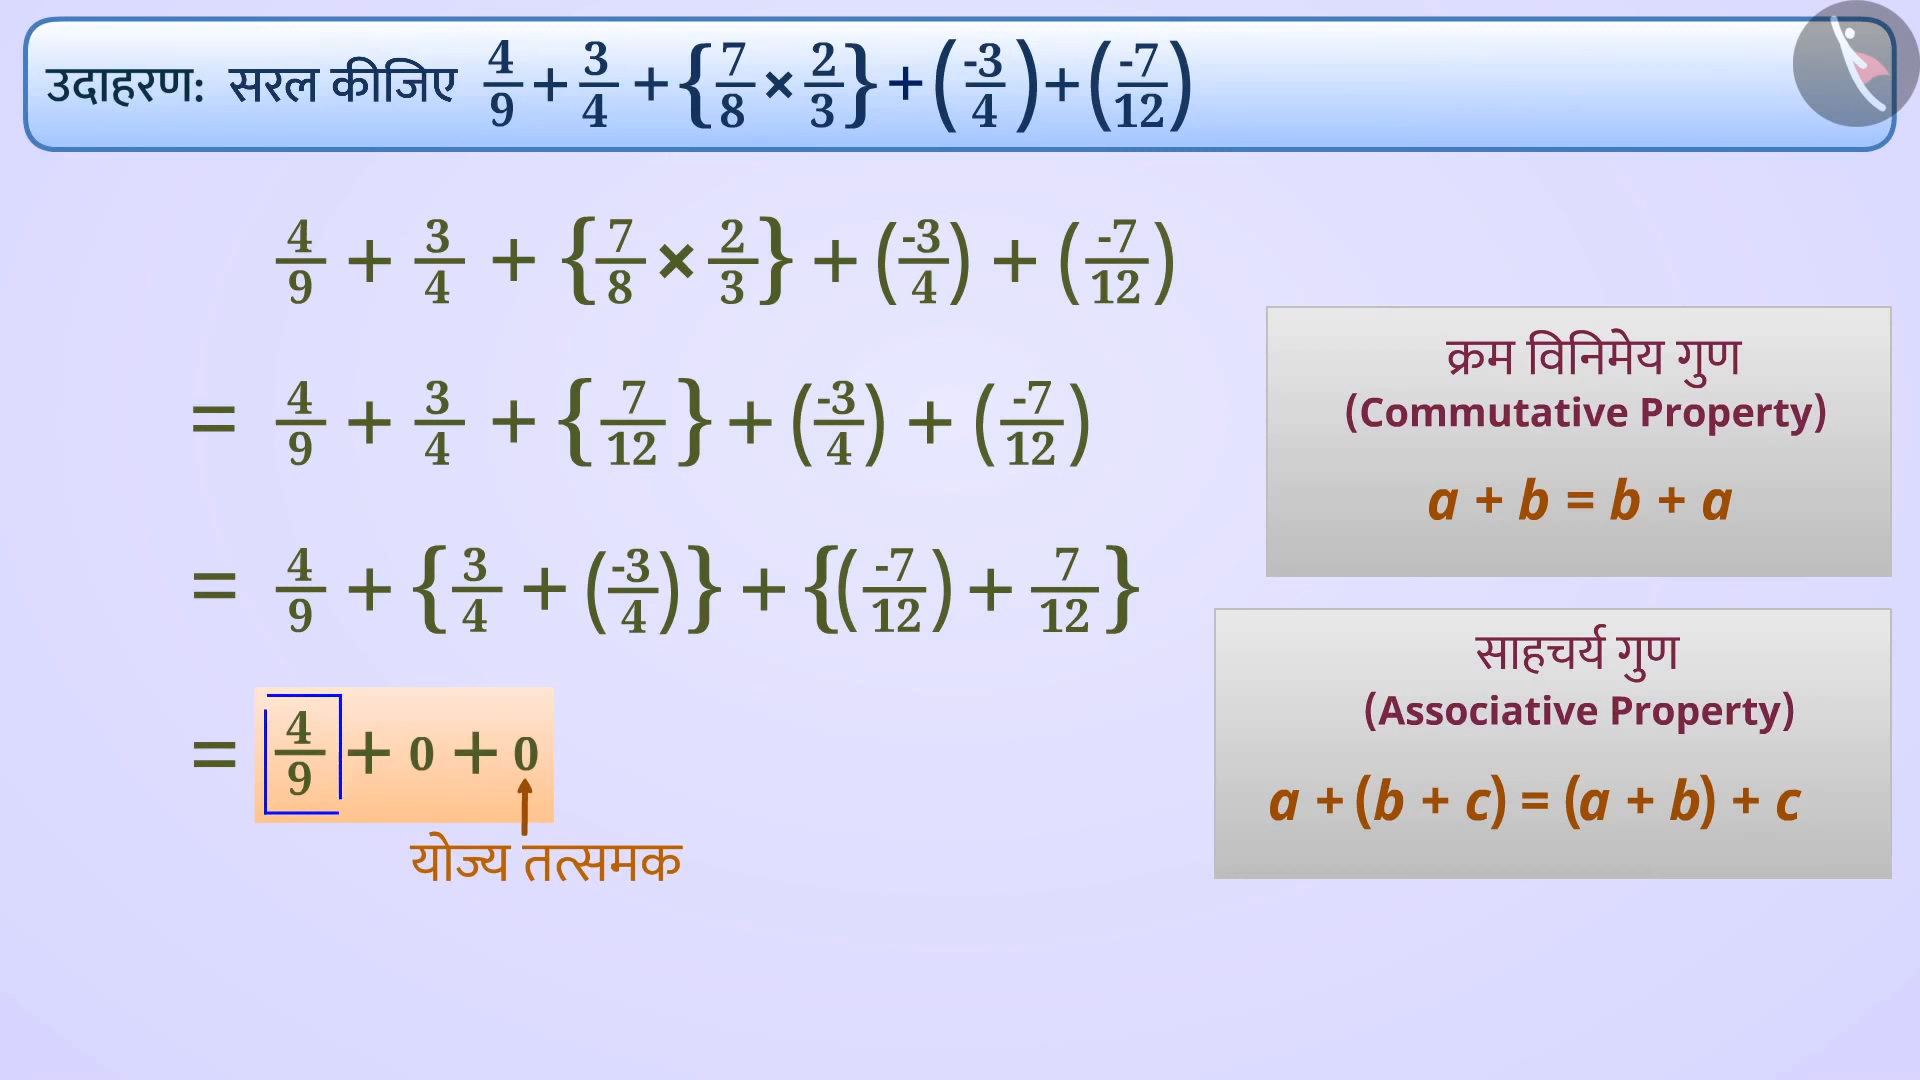 उदाहरण: सरल कीजिए 4/9 + 3/4 + {7/8 × 2/3} + (-3/4) + (-7/12)
4/9 + 3/4 + {7/8 × 2/3} + (-3/4) + (-7/12)
= 4/9 + 3/4 + {7/12} + (-3/4) + (-7/12)
= 4/9 + {3/4 + (-3/4)} + {(-7/12) + 7/12}
= 4/9 + 0 + 0
योज्य तत्समक
क्रम विनिमेय गुण
(Commutative Property)
a + b = b + a
साहचर्य गुण
(Associative Property)
a + (b + c) = (a + b) + c